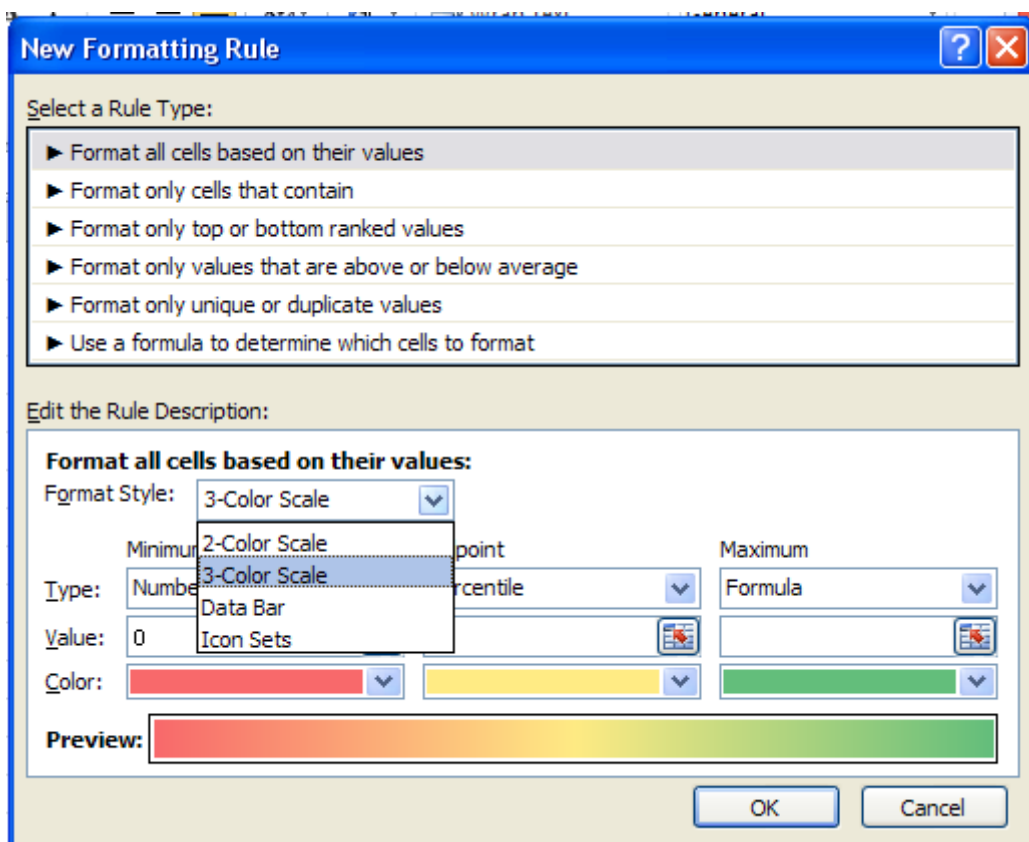 New Formatting Rule
Select a Rule Type:
► Format all cells based on their values
► Format only cells that contain
► Format only top or bottom ranked values
► Format only values that are above or below average
► Format only unique or duplicate values
► Use a formula to determine which cells to format
Edit the Rule Description:
Format all cells based on their values:
Format Style: 3-Color Scale
2-Color Scale
3-Color Scale
Data Bar
Icon Sets
Minimu point Maximum
Type: Numbe rcentile Formula
Value: 0
Color:
Preview:
OK Cancel